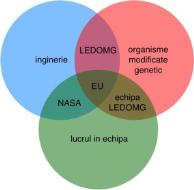 LEDOMG
inginerie
organisme
modificate
genetic
EU
NASA
echipa
LEDOMG
lucrul in echipa